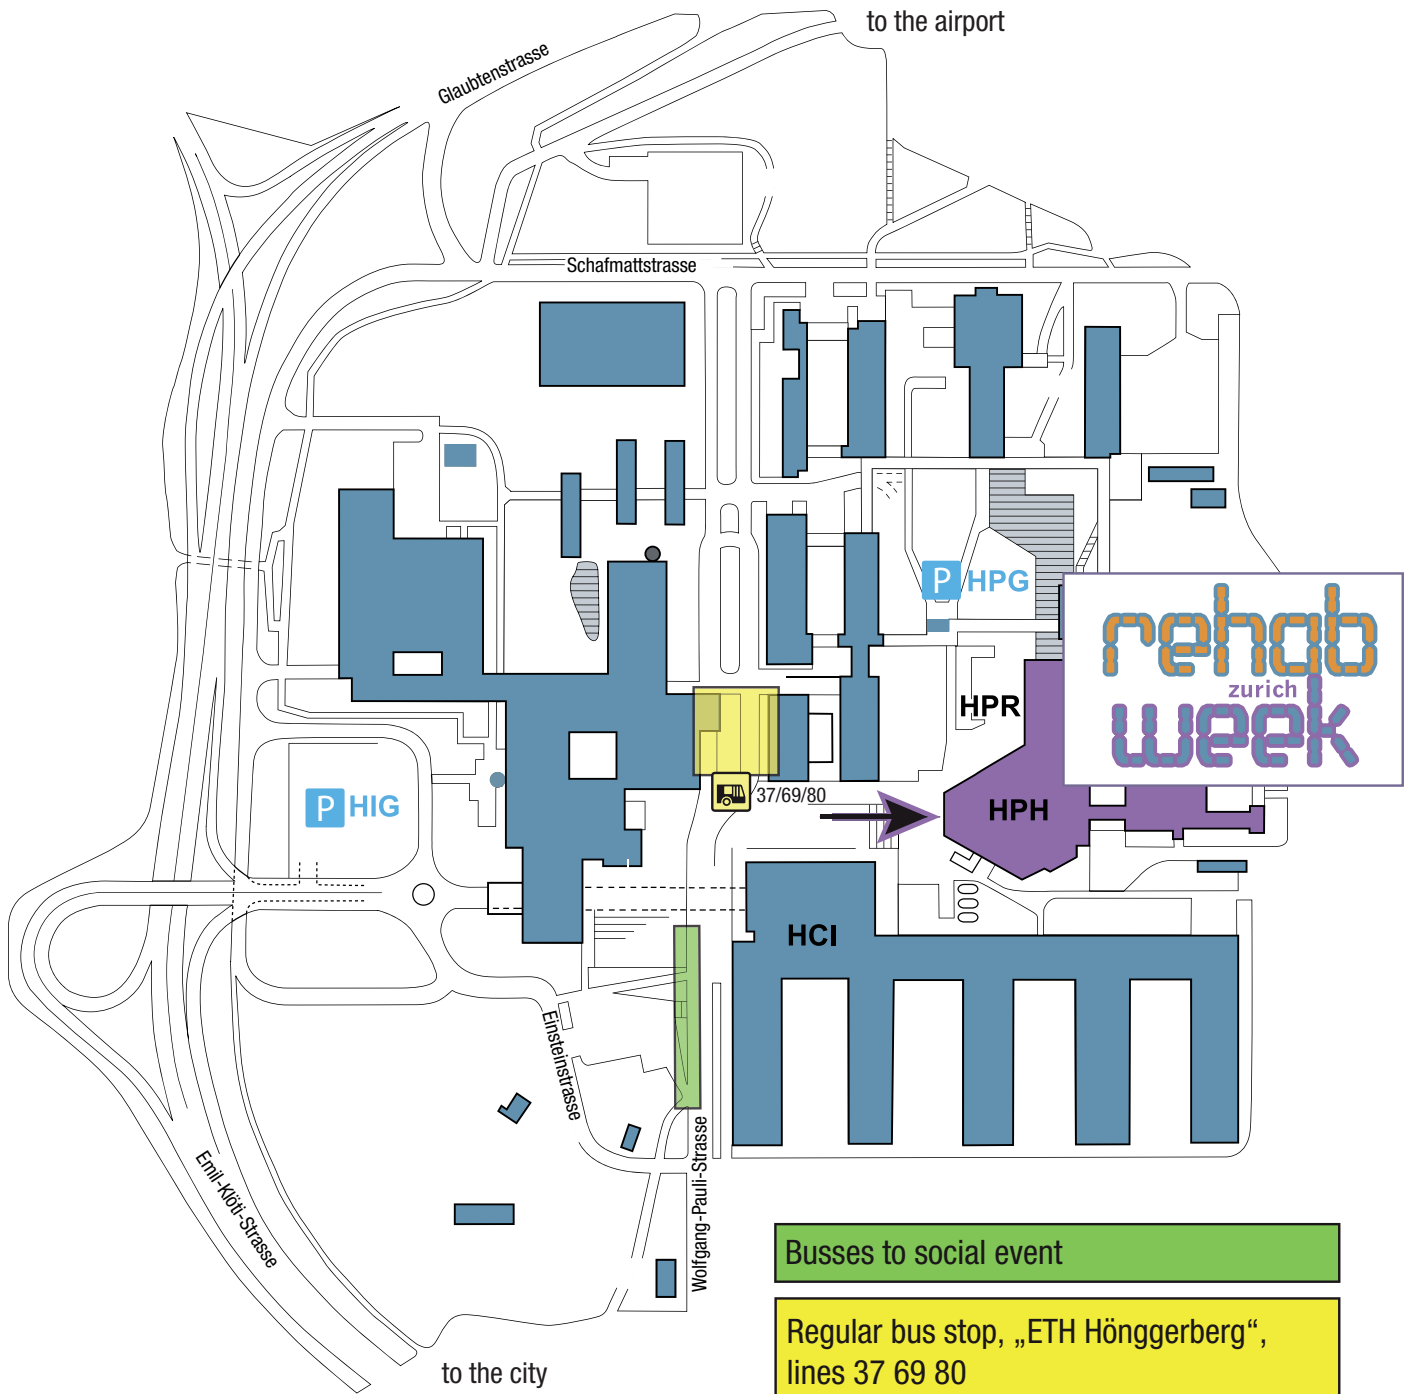 to the airport
Glaubtenstrasse
Schafmattstrasse
P HPG
rehab
zurich
week
HPR
P HIG
37/69/80
HPH
HCI
Einsteinstrasse
Wolfgang-Pauli-Strasse
Emil-Klöti-Strasse
Busses to social event
Regular bus stop, „ETH Hönggerberg“,
lines 37 69 80
to the city